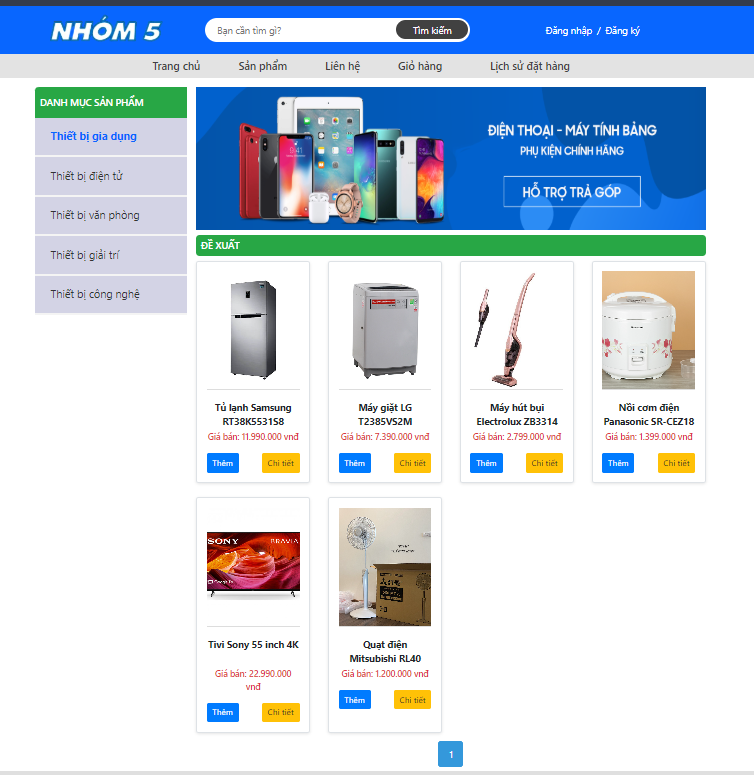 NHÓM 5
Bạn cần tìm gì?
Tìm kiếm
Đăng nhập / Đăng ký
Trang chủ
Sản phẩm
Liên hệ
Giỏ hàng
Lịch sử đặt hàng
DANH MỤC SẢN PHẨM
Thiết bị gia dụng
Thiết bị điện tử
Thiết bị văn phòng
Thiết bị giải trí
Thiết bị công nghệ
ĐIỆN THOẠI - MÁY TÍNH BẢNG
PHỤ KIỆN CHÍNH HÃNG
HỖ TRỢ TRẢ GÓP
ĐỀ XUẤT
Tủ lạnh Samsung
RT38K5531S8
Giá bán: 11.990.000 vnđ
Thêm
Chi tiết
Máy giặt LG
T2385VS2M
Giá bán: 7.390.000 vnđ
Thêm
Chi tiết
Máy hút bụi
Electrolux ZB3314
Giá bán: 2.799.000 vnđ
Thêm
Chi tiết
Nồi cơm điện
Panasonic SR-CEZ18
Giá bán: 1.399.000 vnđ
Thêm
Chi tiết
SONY
BRAVIA
Google TV
Tivi Sony 55 inch 4K
Giá bán: 22.990.000
vnđ
Thêm
Chi tiết
Quạt điện
Mitsubishi RL40
Giá bán: 1.200.000 vnđ
Thêm
Chi tiết
1